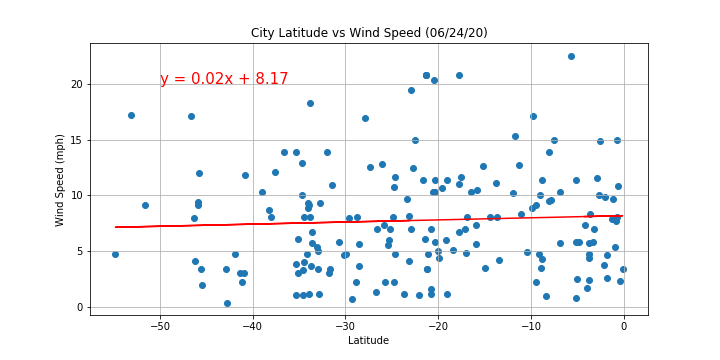 City Latitude vs Wind Speed (06/24/20)
y = 0.02x + 8.17
Wind Speed (mph)
20
15
10
5
0
−50 −40 −30 −20 −10 0
Latitude